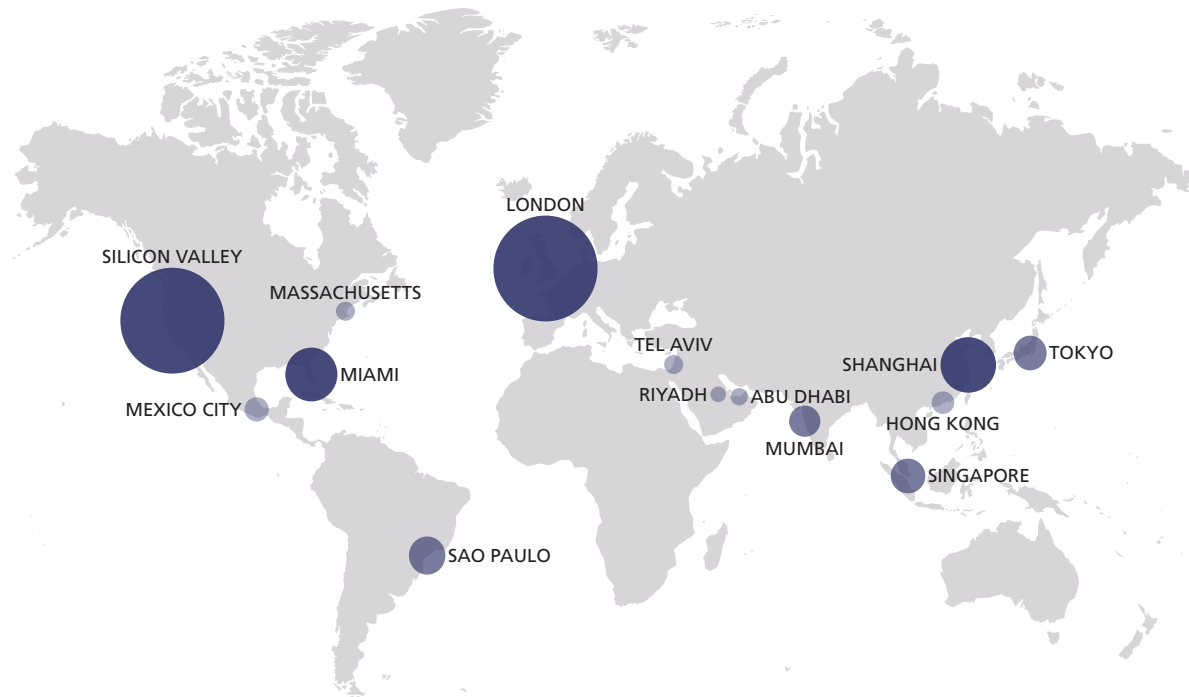 LONDON
SILICON VALLEY
MASSACHUSETTS
TEL AVIV
SHANGHAI
TOKYO
MIAMI
RIYADH
ABU DHABI
MEXICO CITY
HONG KONG
MUMBAI
SINGAPORE
SAO PAULO